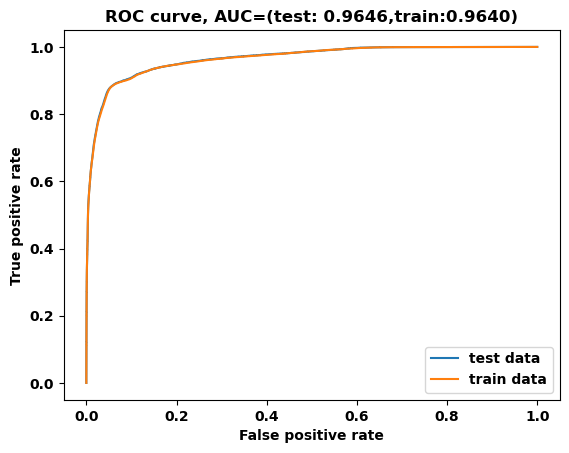 ROC curve, AUC=(test: 0.9646,train:0.9640)
True positive rate
1.0
0.8
0.6
0.4
0.2
0.0
test data
train data
0.0 0.2 0.4 0.6 0.8 1.0
False positive rate